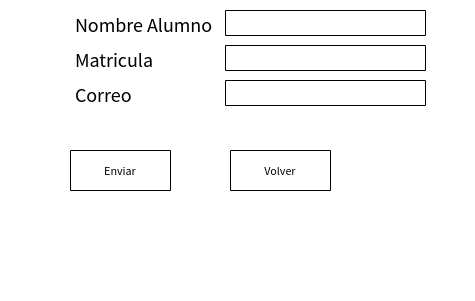 Nombre Alumno
Matricula
Correo
Enviar
Volver